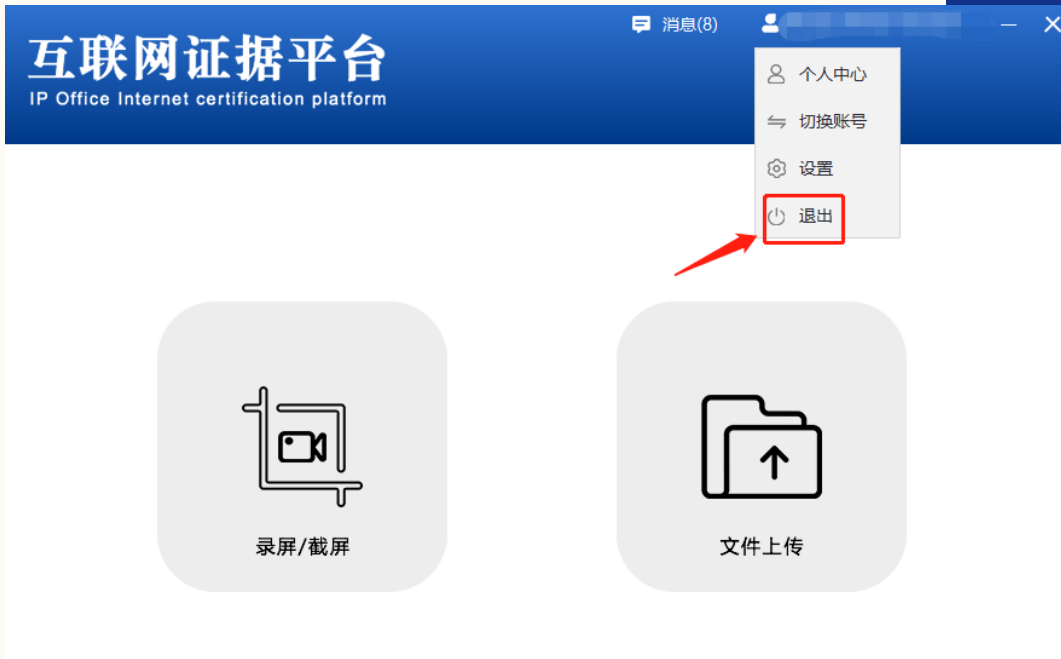 互联网证据平台
IP Office Internet certification platform
消息(8)
个人中心
切换账号
设置
退出
录屏/截屏
文件上传